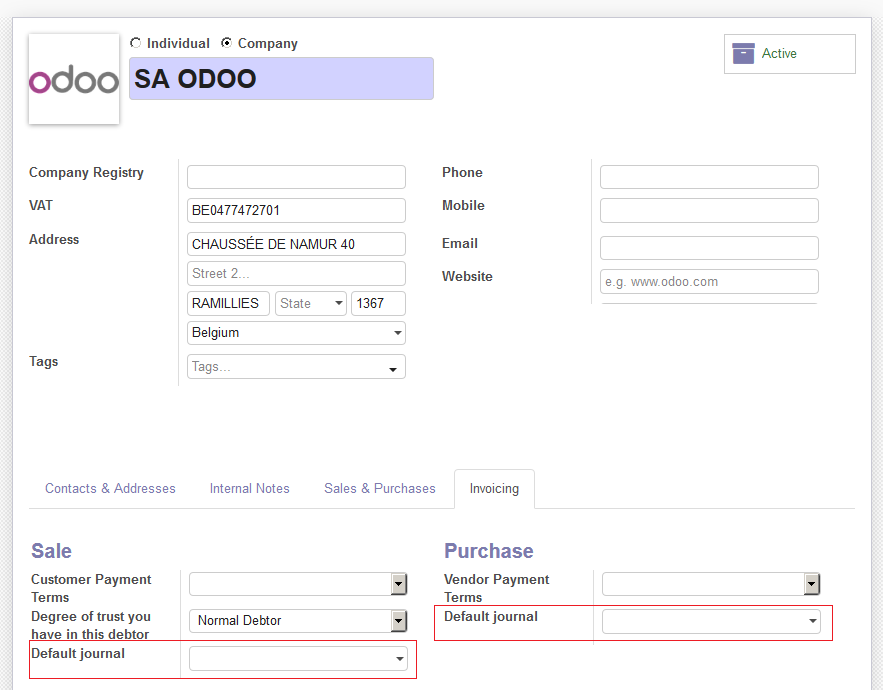 odoo
Individual Company
SA ODOO
Active
Company Registry
VAT BE0477472701
Address CHAUSSÉE DE NAMUR 40
Street 2...
RAMILLIES State 1367
Belgium
Tags Tags...
Phone
Mobile
Email
Website e.g. www.odoo.com
Contacts & Addresses Internal Notes Sales & Purchases Invoicing
Sale
Customer Payment
Terms
Degree of trust you
have in this debtor
Normal Debtor
Default journal
Purchase
Vendor Payment
Terms
Default journal